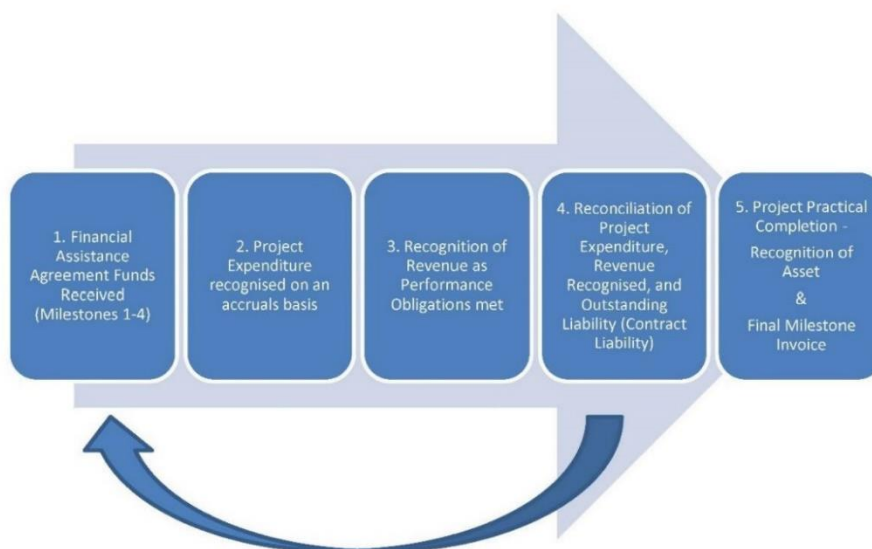 1. Financial
Assistance
Agreement Funds
Received
(Milestones 1-4)
2. Project
Expenditure
recognised on an
accruals basis
3. Recognition of
Revenue as
Performance
Obligations met
4. Reconciliation of
Project
Expenditure,
Revenue
Recognised, and
Outstanding
Liability (Contract
Liability)
5. Project Practical
Completion -
Recognition of
Asset
&
Final Milestone
Invoice